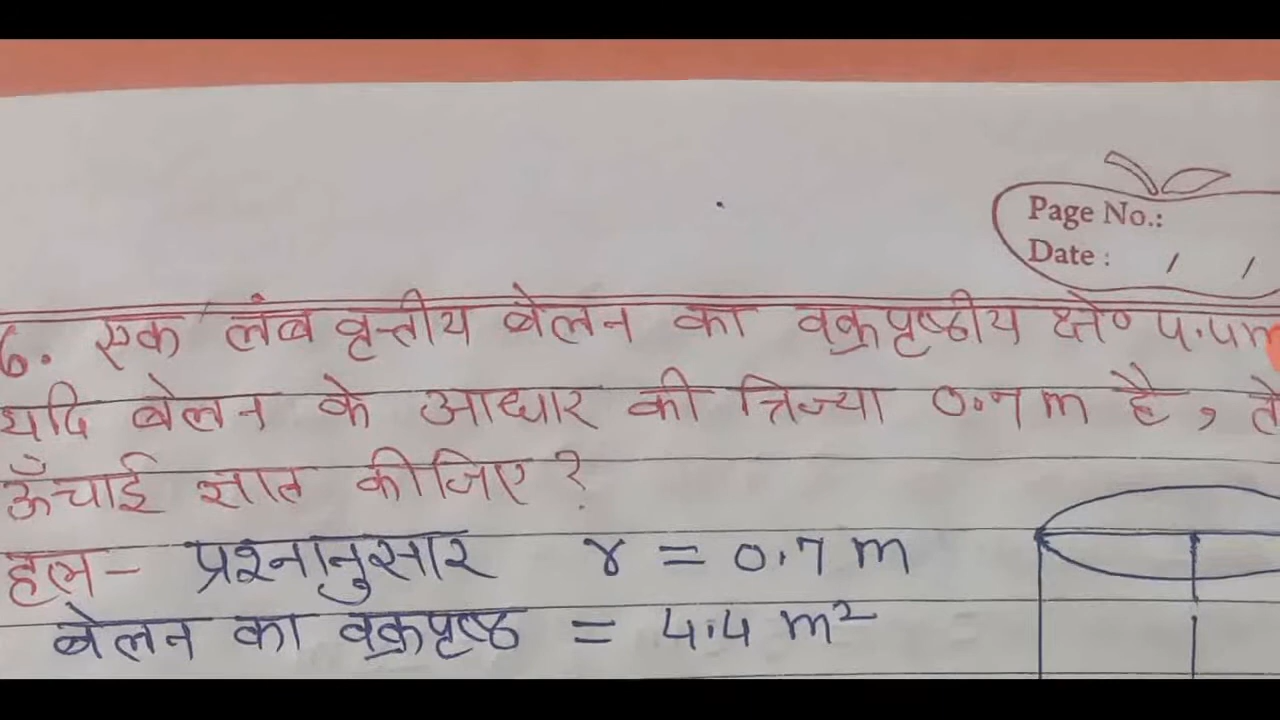 Page No.:
Date : / /
6. एक लंब वृत्तीय बेलन का वक्रपृष्ठीय क्षे० 4.4m
यदि बेलन के आधार की त्रिज्या 0.7m है, तो
ऊँचाई ज्ञात कीजिए?
हल- प्रश्नानुसार r = 0.7 m
बेलन का वक्रपृष्ठ = 4.4 m²